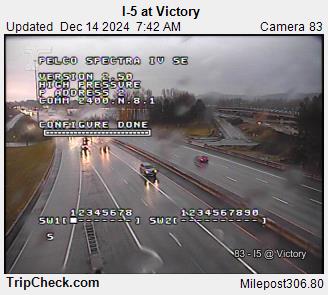 I-5 at Victory
Updated Dec 14 2024 7:42 AM Camera 83
PELCO SPECTRA IV SE
VERSION 2.50
HIGH PRESSURE
P ADDRESS 2
COMM 2400,N,8,1
CONFIGURE DONE
12345678 1234567890
SW1[ ] SW2[ ]
S
83 - I5 @ Victory
TripCheck.com Milepost306.80